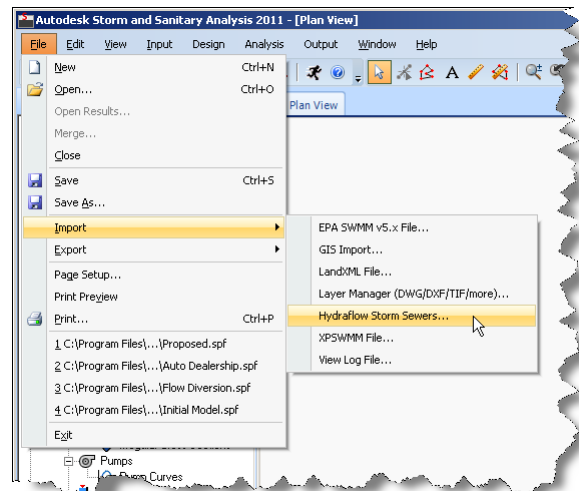 Autodesk Storm and Sanitary Analysis 2011 - [Plan View]
File Edit View Input Design Analysis Output Window Help
New Ctrl+N
Open... Ctrl+O
Plan View
Open Results...
Merge...
Close
Save Ctrl+S
Save As...
Import
Export
Page Setup...
Print Preview
Print... Ctrl+P
1 C:\Program Files\...\Proposed.spf
2 C:\Program Files\...\Auto Dealership.spf
3 C:\Program Files\...\Flow Diversion.spf
4 C:\Program Files\...\Initial Model.spf
Exit
EPA SWMM v5.x File...
GIS Import...
LandXML File...
Layer Manager (DWG/DXF/TIF/more)...
Hydraflow Storm Sewers...
XPSWMM File...
View Log File...
Pumps
Pump Curves